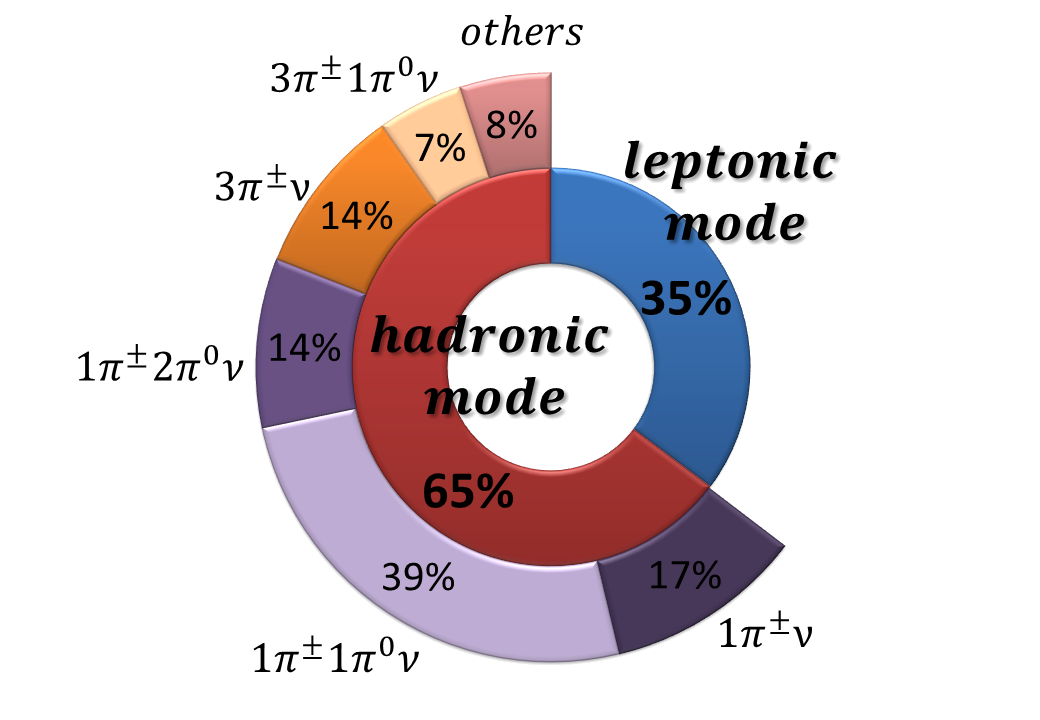 others
3π±1π⁰ν
8%
7%
leptonic
mode
3π±ν
14%
35%
hadronic
mode
14%
1π±2π⁰ν
65%
39%
17%
1π±ν
1π±1π⁰ν